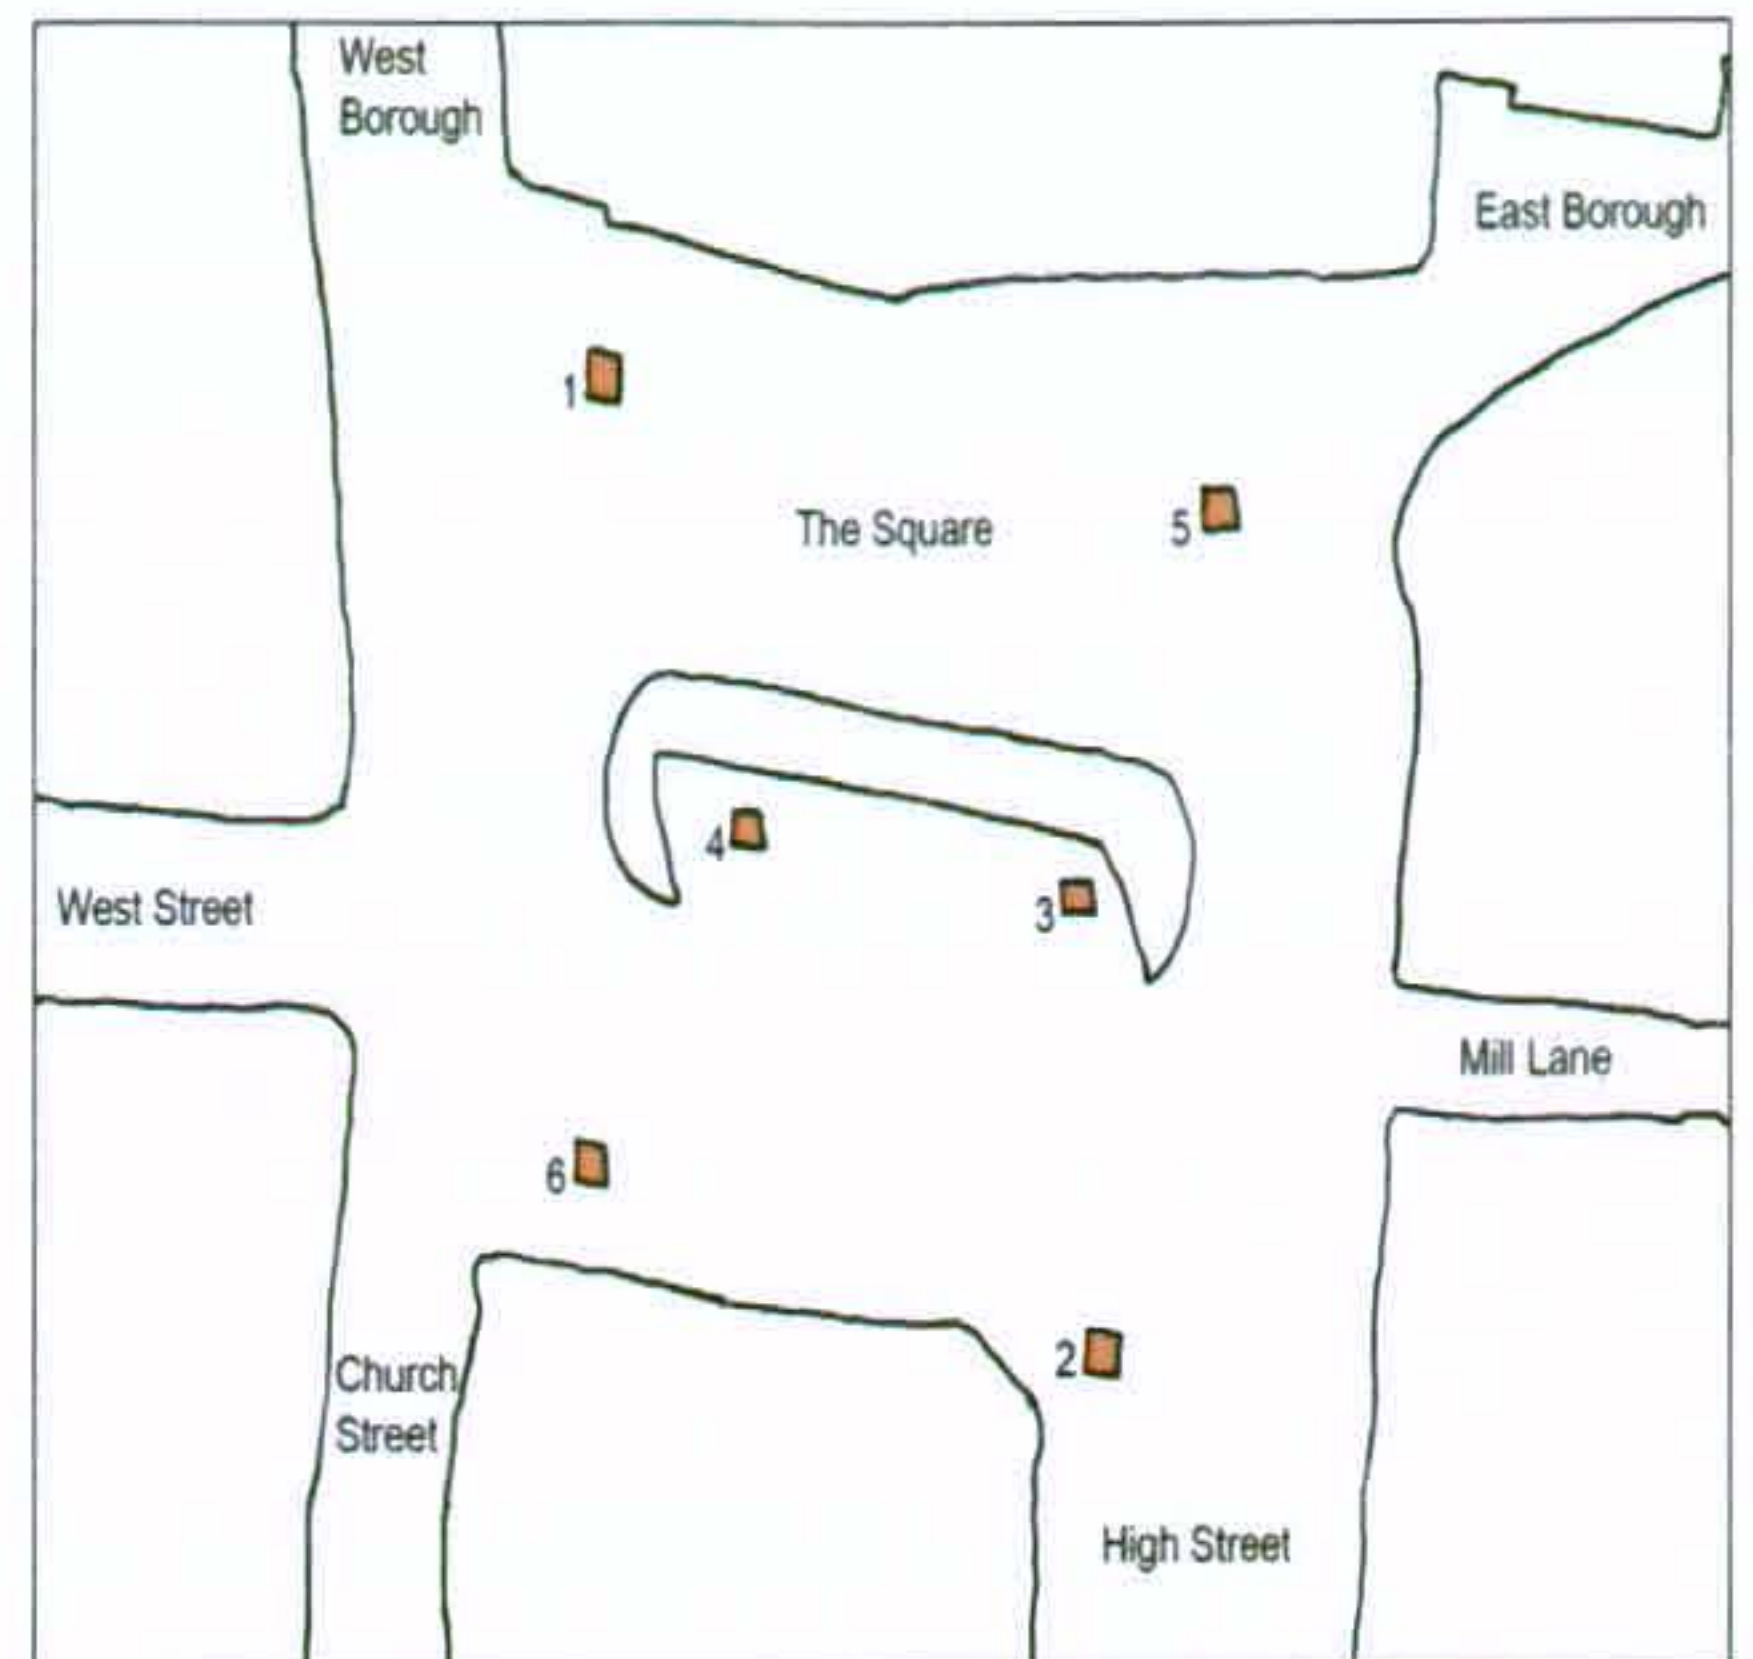 West
Borough
East Borough
1
The Square
5
4
3
West Street
Mill Lane
6
2
Church
Street
High Street